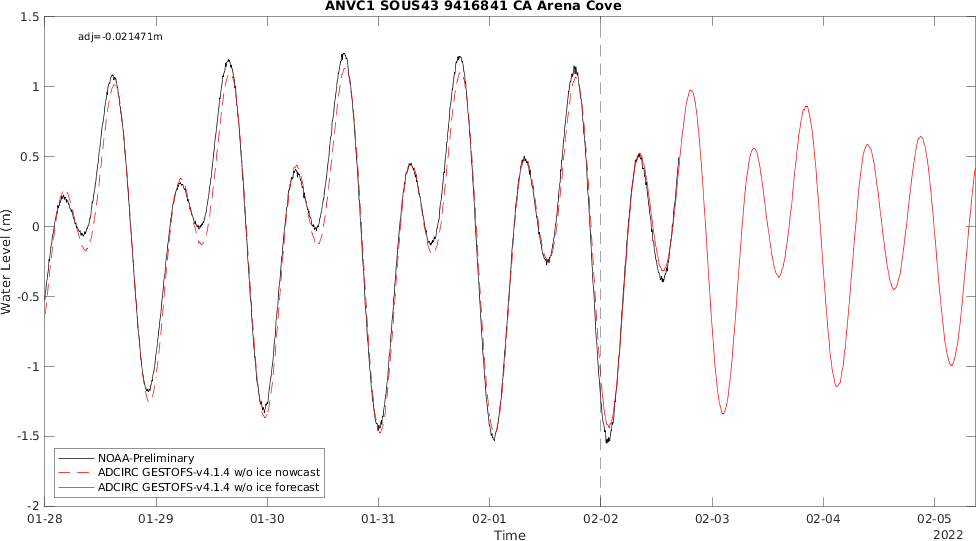 ANVC1 SOUS43 9416841 CA Arena Cove
adj=-0.021471m
1.5
1
0.5
0
-0.5
-1
-1.5
-2
Water Level (m)
NOAA-Preliminary
ADCIRC GESTOFS-v4.1.4 w/o ice nowcast
ADCIRC GESTOFS-v4.1.4 w/o ice forecast
01-28 01-29 01-30 01-31 02-01 02-02 02-03 02-04 02-05
Time
2022